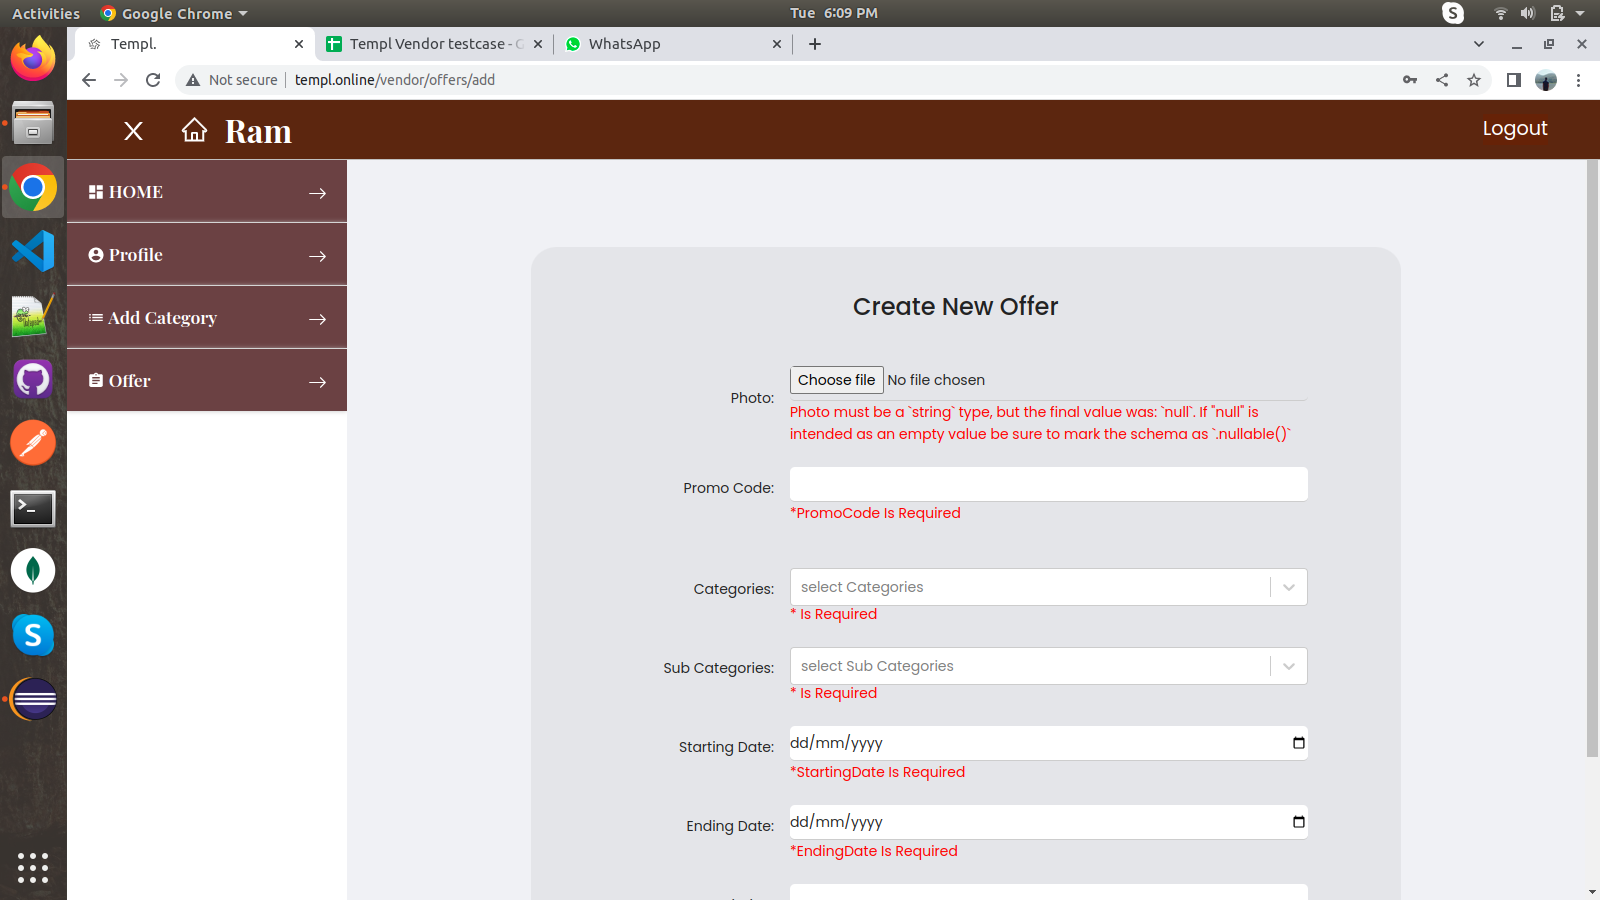 Activities Google Chrome Tue 6:09 PM
Templ. Templ Vendor testcase - WhatsApp
Not secure templ.online/vendor/offers/add
Ram Logout
HOME
Profile
Add Category
Offer
Create New Offer
Photo: Choose file No file chosen
Photo must be a `string` type, but the final value was: `null`. If "null" is
intended as an empty value be sure to mark the schema as `.nullable()`
Promo Code:
*PromoCode Is Required
Categories: select Categories
* Is Required
Sub Categories: select Sub Categories
* Is Required
Starting Date: dd/mm/yyyy
*StartingDate Is Required
Ending Date: dd/mm/yyyy
*EndingDate Is Required